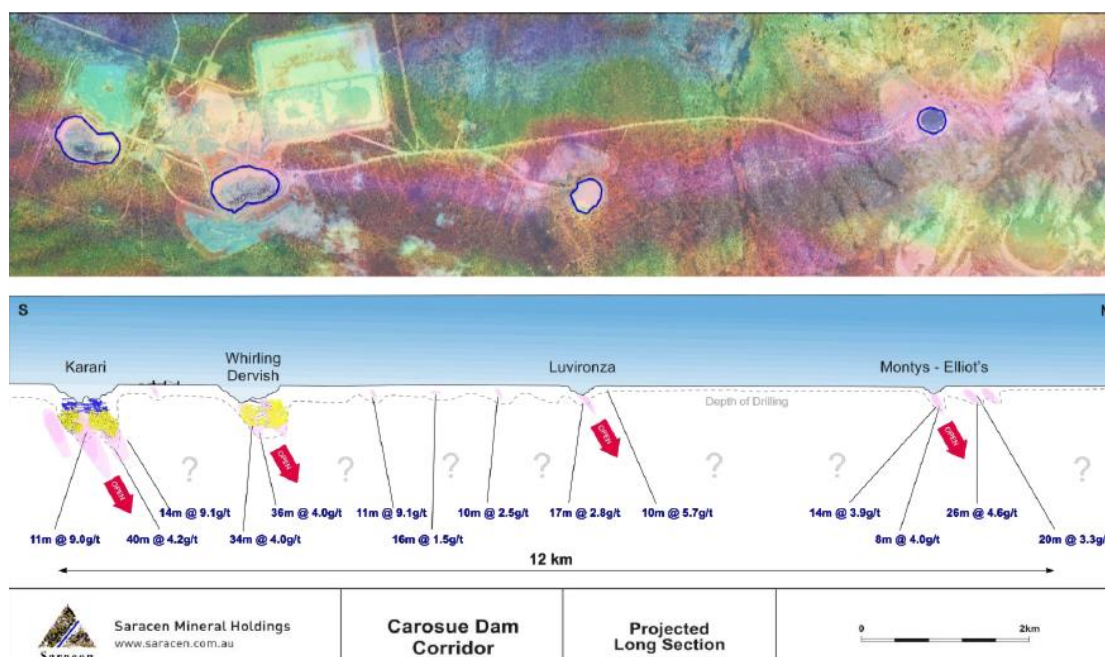 S
Karari
Whirling
Dervish
Luvironza
Montys - Elliot's
Depth of Drilling
OPEN
OPEN
OPEN
OPEN
?
?
?
?
?
?
?
14m @ 9.1g/t
36m @ 4.0g/t
11m @ 9.1g/t
10m @ 2.5g/t
17m @ 2.8g/t
10m @ 5.7g/t
14m @ 3.9g/t
26m @ 4.6g/t
11m @ 9.0g/t
40m @ 4.2g/t
34m @ 4.0g/t
16m @ 1.5g/t
8m @ 4.0g/t
20m @ 3.3g/
12 km
Saracen
Saracen Mineral Holdings
www.saracen.com.au
Carosue Dam
Corridor
Projected
Long Section
0
2km